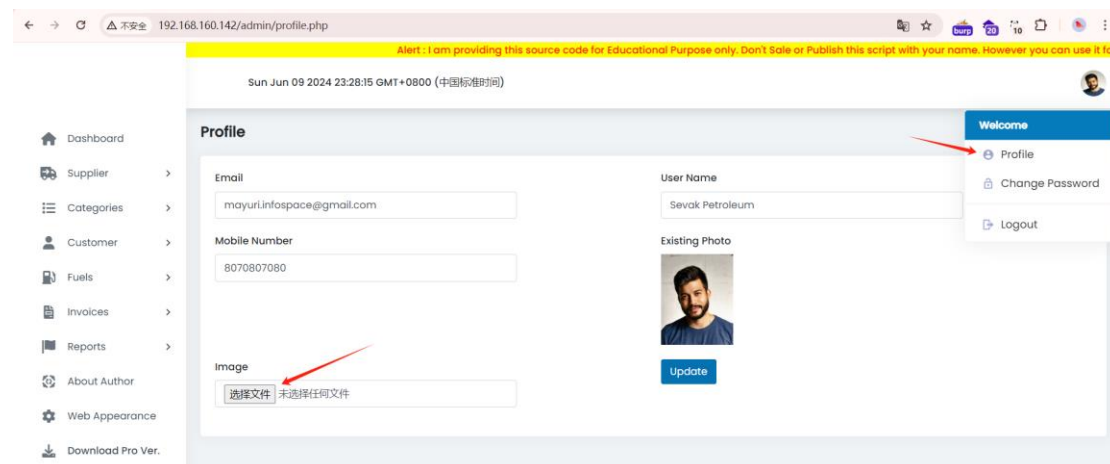 不安全 192.168.160.142/admin/profile.php
burp 20 10
Alert : I am providing this source code for Educational Purpose only. Don't Sale or Publish this script with your name. However you can use it fo
Sun Jun 09 2024 23:28:15 GMT+0800 (中国标准时间)
Welcome
Profile
Change Password
Logout
Dashboard
Supplier
Categories
Customer
Fuels
Invoices
Reports
About Author
Web Appearance
Download Pro Ver.
Profile
Email
mayuri.infospace@gmail.com
User Name
Sevak Petroleum
Mobile Number
8070807080
Existing Photo
Image
选择文件 未选择任何文件
Update